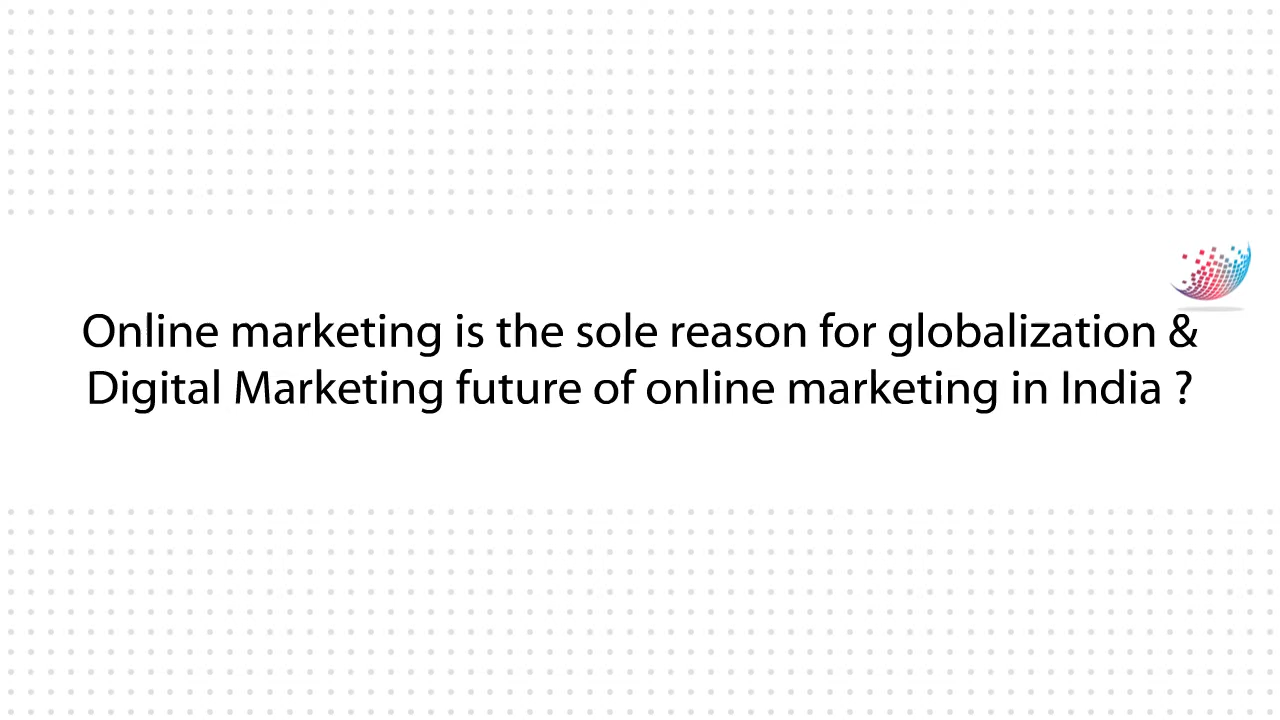 Online marketing is the sole reason for globalization &
Digital Marketing future of online marketing in India ?